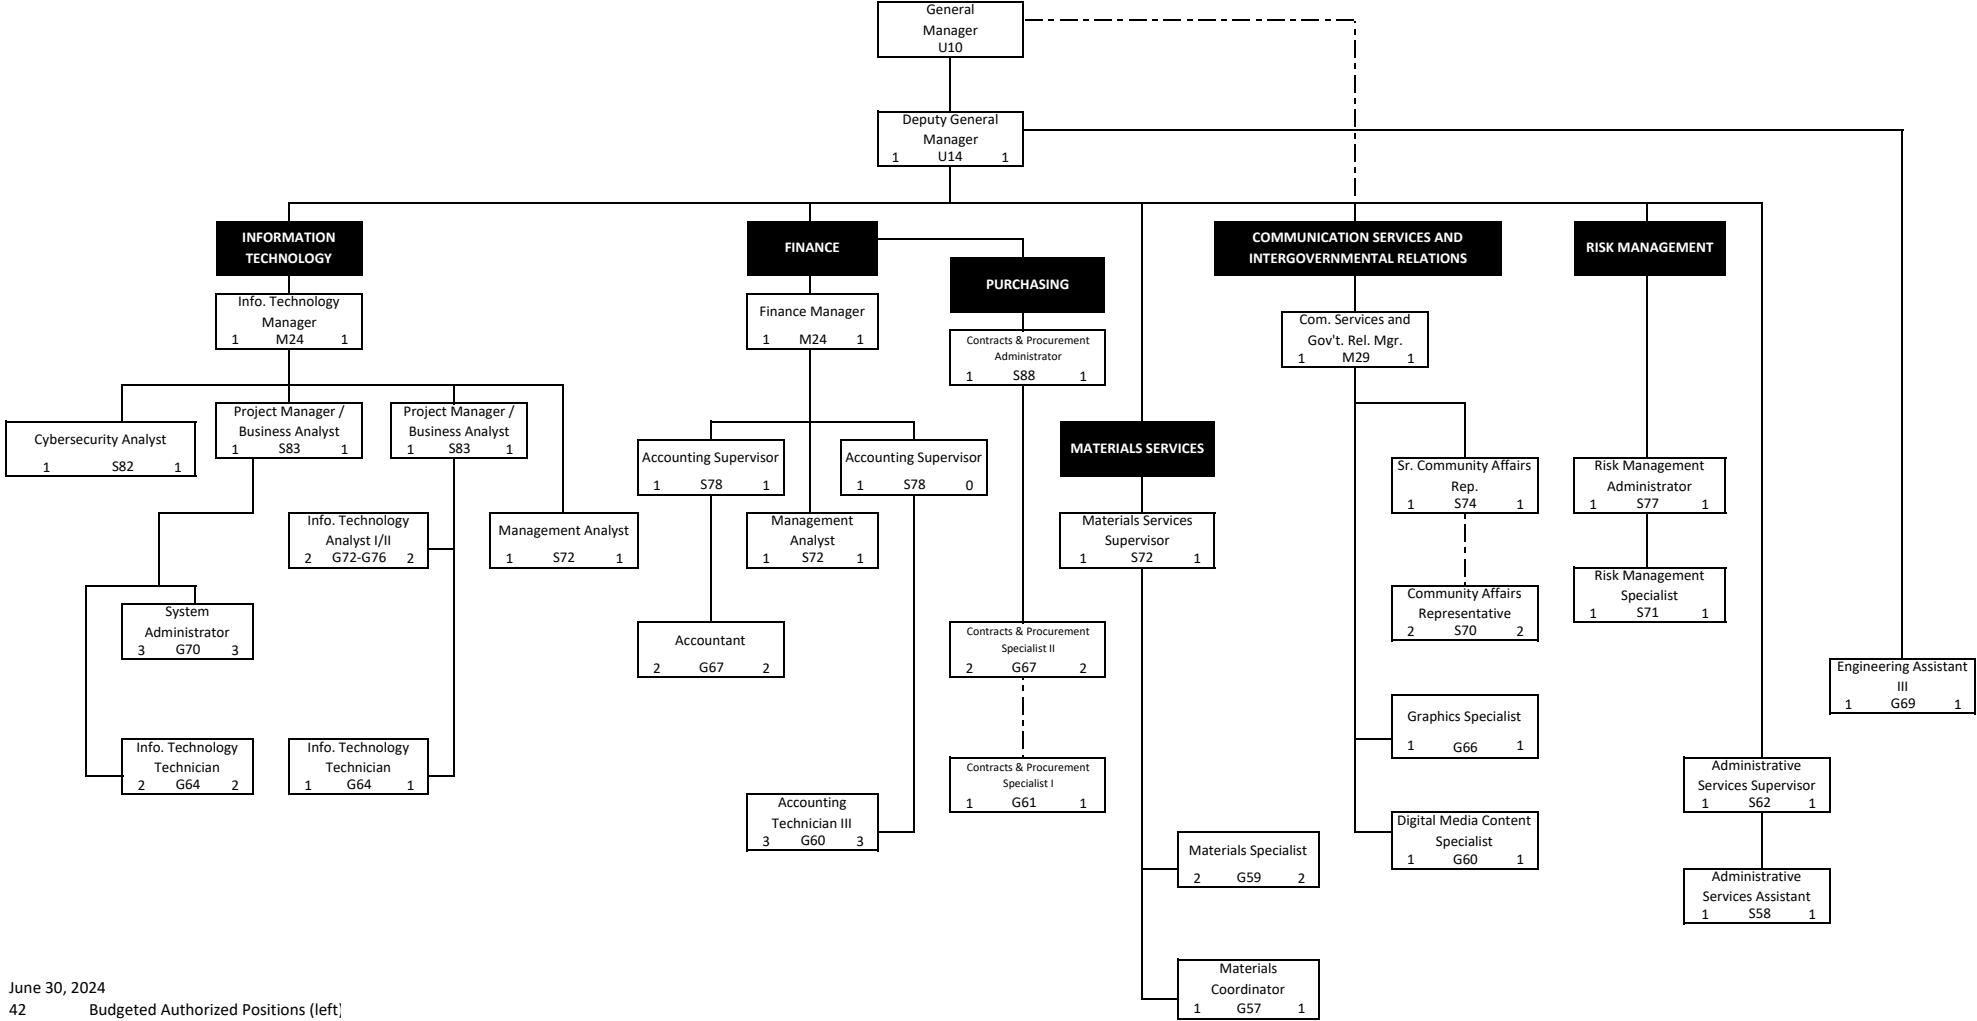 General
Manager
U10
Deputy General
Manager
1 U14 1
INFORMATION
TECHNOLOGY
Info. Technology
Manager
1 M24 1
Cybersecurity Analyst
1 S82 1
Project Manager /
Business Analyst
1 S83 1
Project Manager /
Business Analyst
1 S83 1
Info. Technology
Analyst I/II
2 G72-G76 2
Management Analyst
1 S72 1
System
Administrator
3 G70 3
Info. Technology
Technician
2 G64 2
Info. Technology
Technician
1 G64 1
FINANCE
Finance Manager
1 M24 1
Accounting Supervisor
1 S78 1
Accounting Supervisor
1 S78 0
Management
Analyst
1 S72 1
Accountant
2 G67 2
Accounting
Technician III
3 G60 3
PURCHASING
Contracts & Procurement
Administrator
1 S88 1
Contracts & Procurement
Specialist II
2 G67 2
Contracts & Procurement
Specialist I
1 G61 1
MATERIALS SERVICES
Materials Services
Supervisor
1 S72 1
Materials Specialist
2 G59 2
Materials
Coordinator
1 G57 1
COMMUNICATION SERVICES AND
INTERGOVERNMENTAL RELATIONS
Com. Services and
Gov't. Rel. Mgr.
1 M29 1
Sr. Community Affairs
Rep.
1 S74 1
Community Affairs
Representative
2 S70 2
Graphics Specialist
1 G66 1
Digital Media Content
Specialist
1 G60 1
RISK MANAGEMENT
Risk Management
Administrator
1 S77 1
Risk Management
Specialist
1 S71 1
Administrative
Services Supervisor
1 S62 1
Administrative
Services Assistant
1 S58 1
Engineering Assistant
III
1 G69 1
June 30, 2024
42 Budgeted Authorized Positions (left)